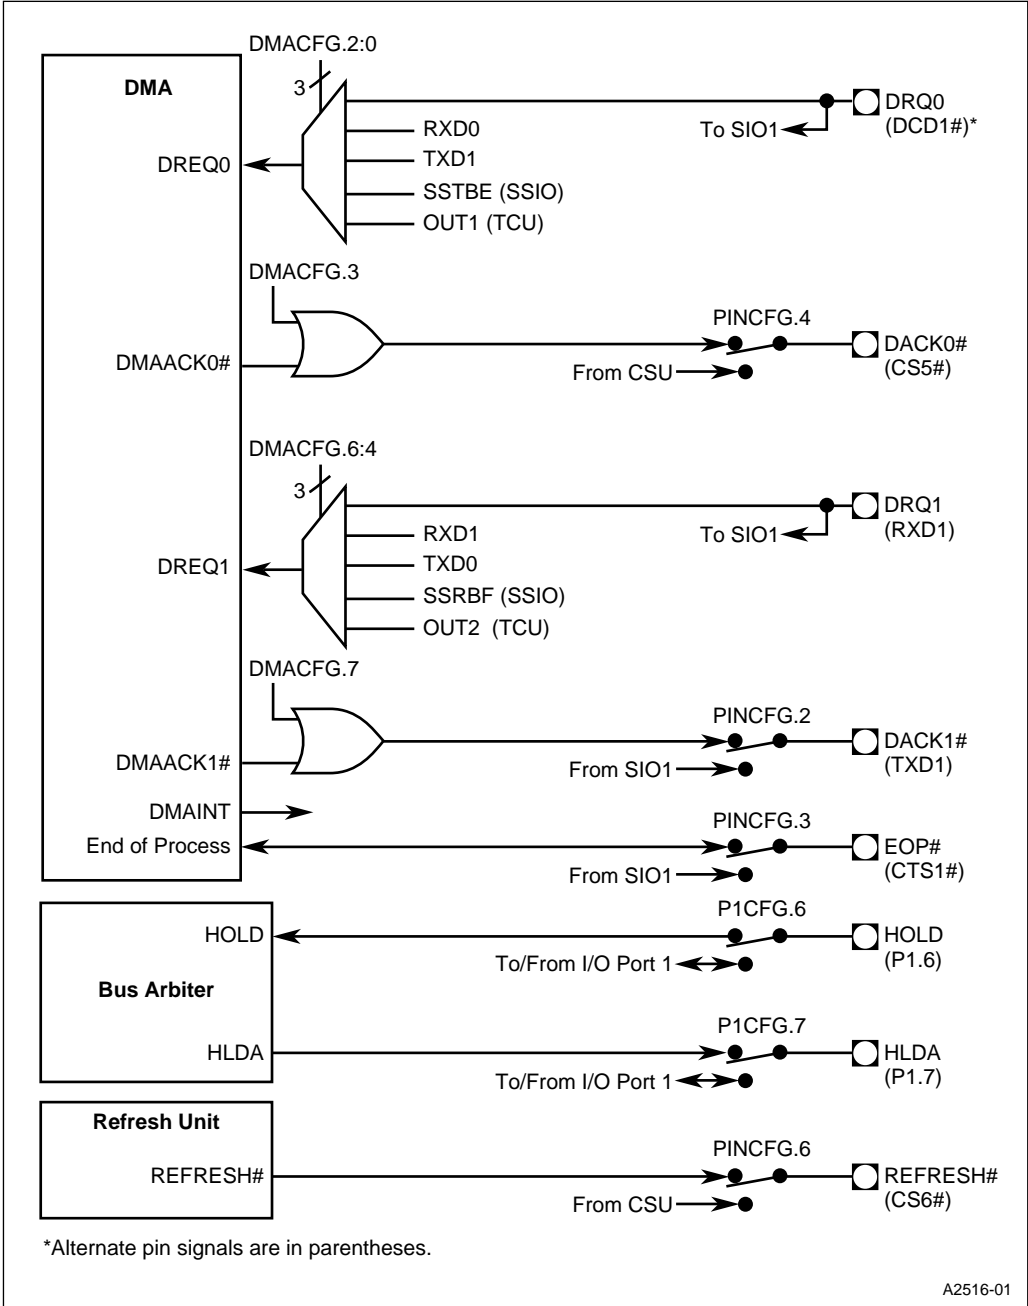 DMACFG.2:0
DMA
3
DRQ0
(DCD1#)*
To SIO1
RXD0
TXD1
DREQ0
SSTBE (SSIO)
OUT1 (TCU)
DMACFG.3
PINCFG.4
DACK0#
(CS5#)
DMAACK0#
From CSU
DMACFG.6:4
3
DRQ1
(RXD1)
To SIO1
RXD1
TXD0
DREQ1
SSRBF (SSIO)
OUT2 (TCU)
DMACFG.7
PINCFG.2
DACK1#
(TXD1)
DMAACK1#
From SIO1
DMAINT
PINCFG.3
End of Process
EOP#
(CTS1#)
From SIO1
P1CFG.6
HOLD
HOLD
(P1.6)
To/From I/O Port 1
Bus Arbiter
P1CFG.7
HLDA
HLDA
(P1.7)
To/From I/O Port 1
Refresh Unit
PINCFG.6
REFRESH#
REFRESH#
(CS6#)
From CSU
*Alternate pin signals are in parentheses.
A2516-01